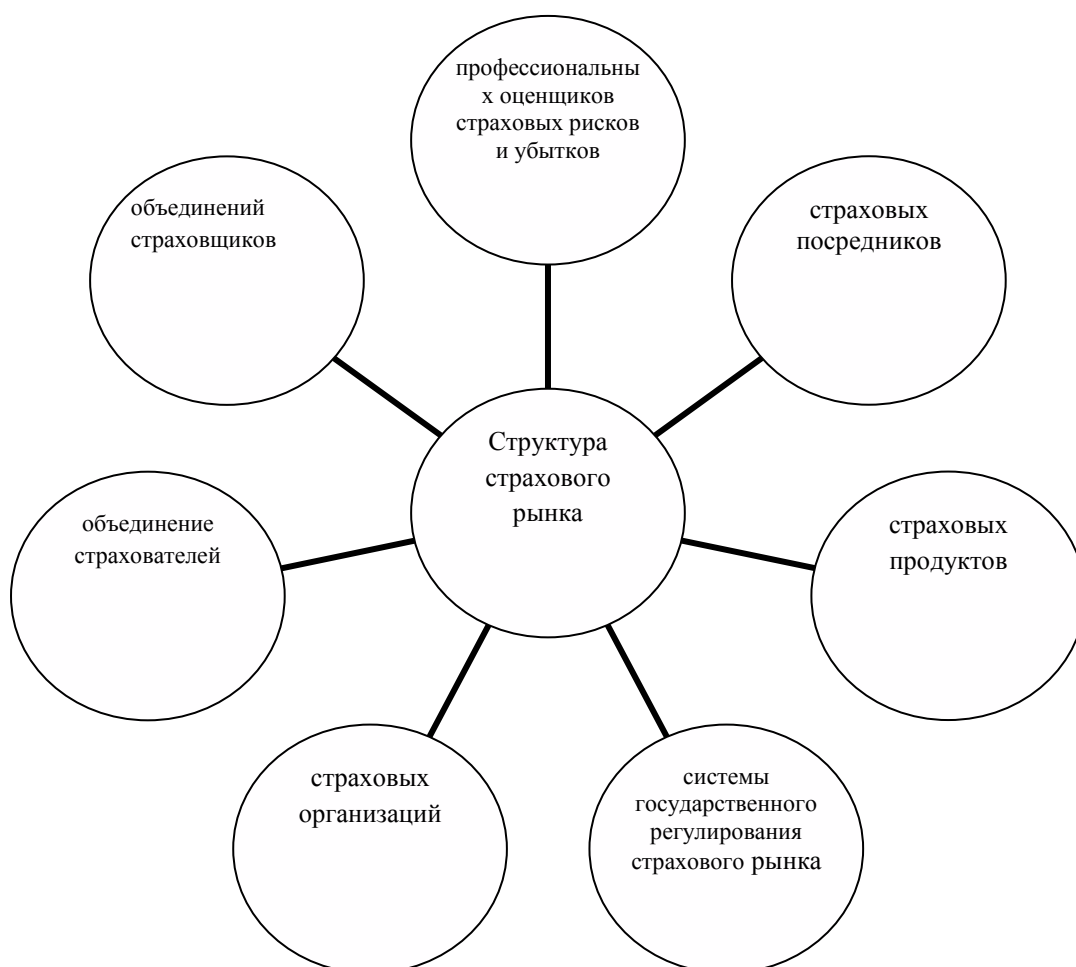 профессиональны
х оценщиков
страховых рисков
и убытков
объединений
страховщиков
страховых
посредников
Структура
страхового
рынка
объединение
страхователей
страховых
продуктов
страховых
организаций
системы
государственного
регулирования
страхового рынка